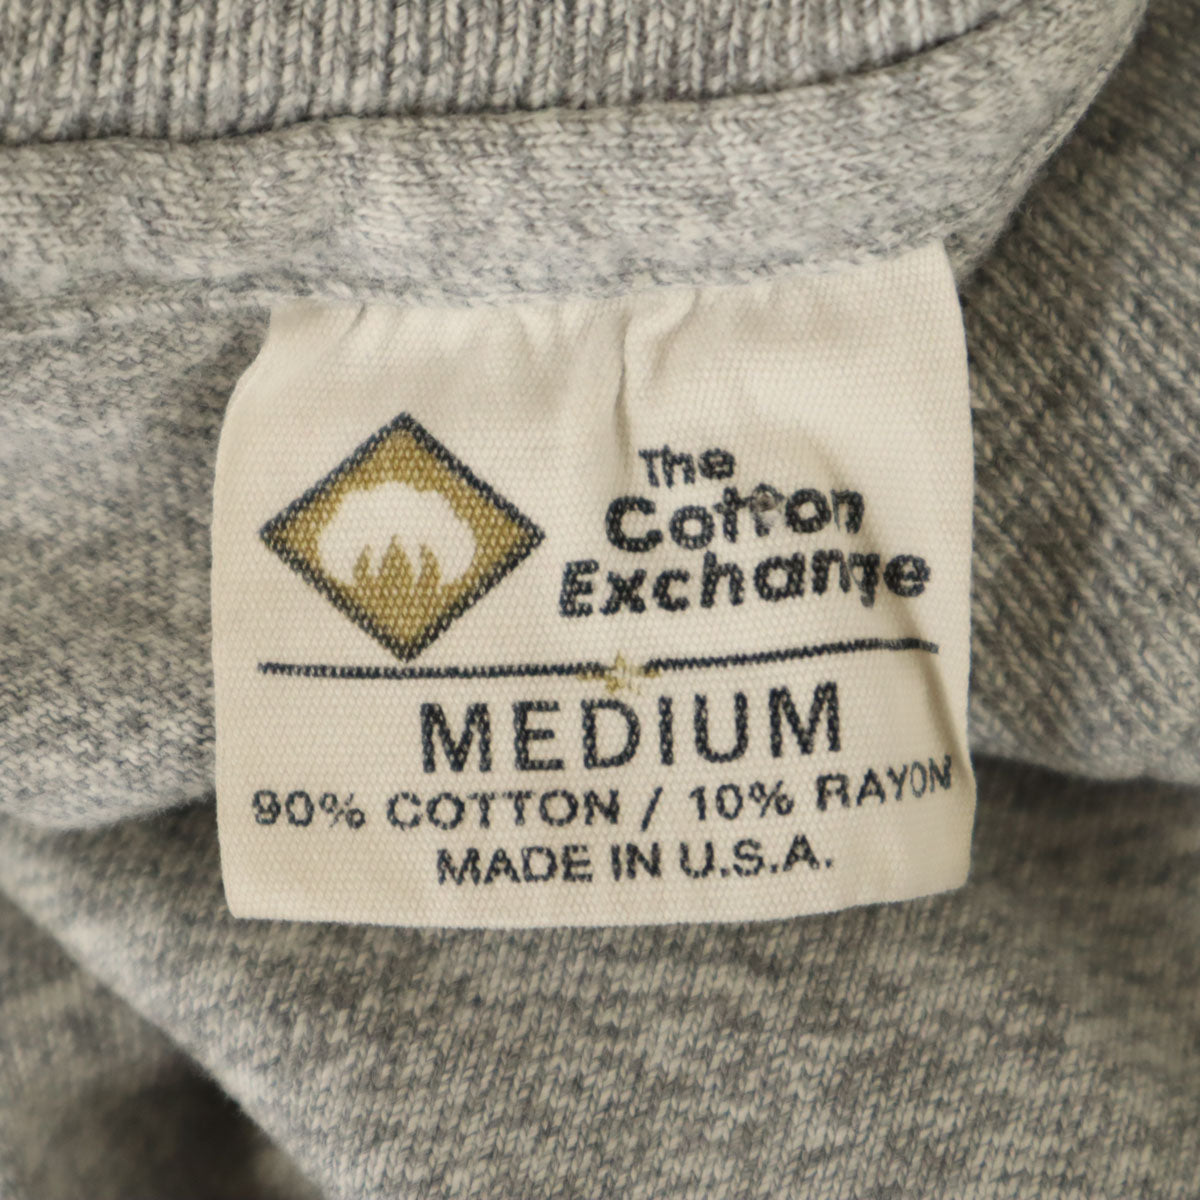 The
Cotton
Exchange
MEDIUM
90% COTTON / 10% RAYON
MADE IN U.S.A.